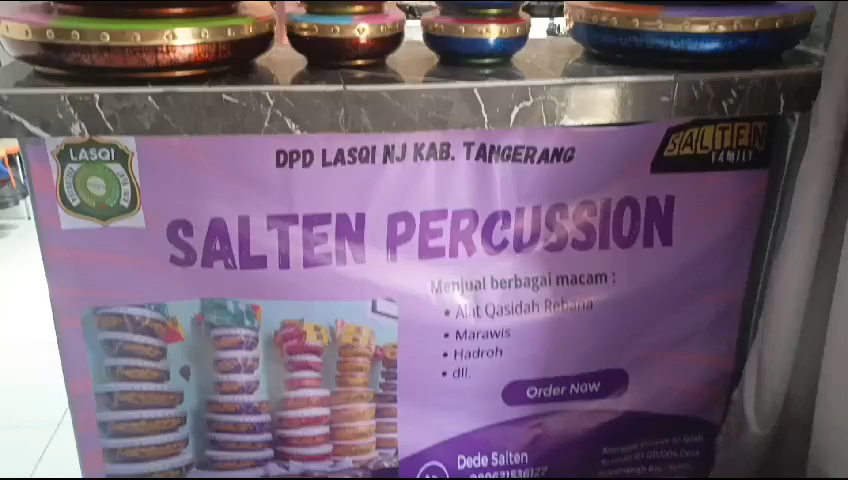 LASQI
DPD LASQI NJ KAB. TANGERANG
SALTEN
FAMILY
SALTEN PERCUSSION
Menjual berbagai macam :
• Alat Qasidah Rebana
• Marawis
• Hadroh
• dll.
Order Now
Dede Salten